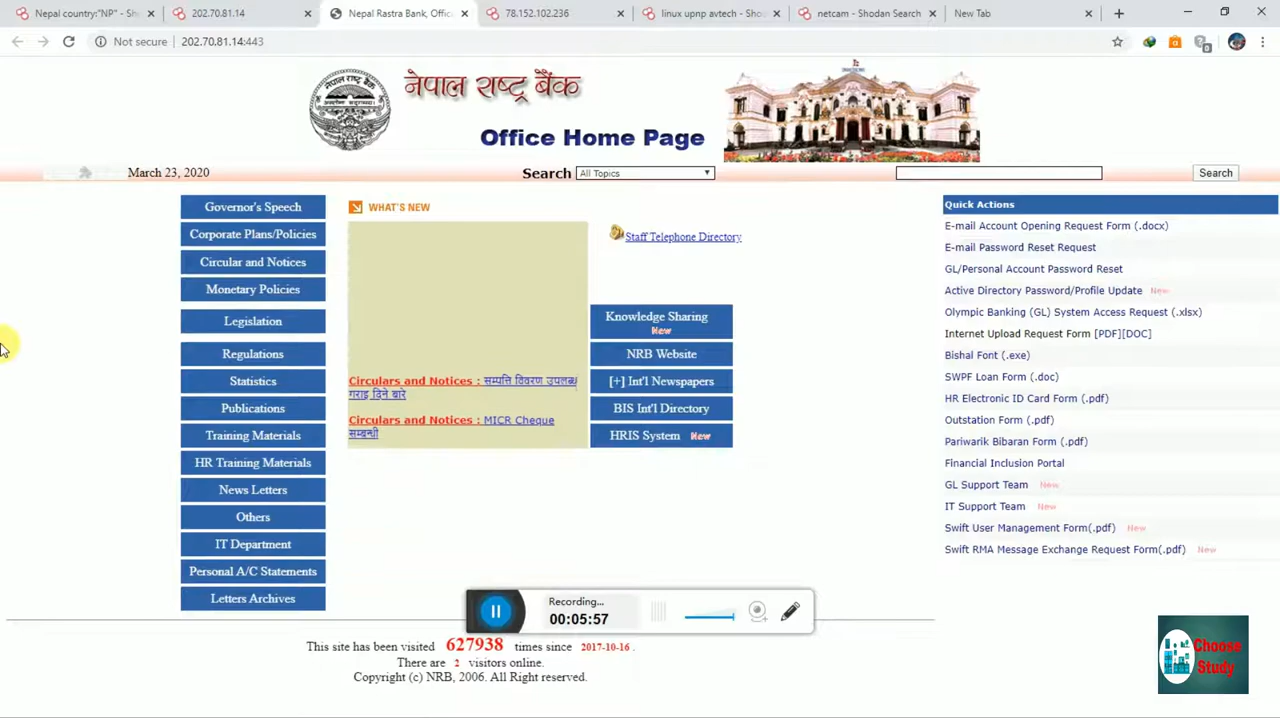 Nepal country:"NP" - Sh
202.70.81.14
Nepal Rastra Bank, Offic
78.152.102.236
linux upnp avtech - Shou
netcam - Shodan Search
New Tab
Not secure
202.70.81.14:443
नेपाल राष्ट्र बैंक
Office Home Page
March 23, 2020
Search
All Topics
Search
Governor's Speech
Corporate Plans/Policies
Circular and Notices
Monetary Policies
Legislation
Regulations
Statistics
Publications
Training Materials
HR Training Materials
News Letters
Others
IT Department
Personal A/C Statements
Letters Archives
WHAT'S NEW
Circulars and Notices : सम्पत्ति विवरण उपलब्ध
गराइ दिने बारे
Circulars and Notices : MICR Cheque
सम्बन्धी
Staff Telephone Directory
Knowledge Sharing
New
NRB Website
[+] Int'l Newspapers
BIS Int'l Directory
HRIS System New
Quick Actions
E-mail Account Opening Request Form (.docx)
E-mail Password Reset Request
GL/Personal Account Password Reset
Active Directory Password/Profile Update New
Olympic Banking (GL) System Access Request (.xlsx)
Internet Upload Request Form [PDF][DOC]
Bishal Font (.exe)
SWPF Loan Form (.doc)
HR Electronic ID Card Form (.pdf)
Outstation Form (.pdf)
Pariwarik Bibaran Form (.pdf)
Financial Inclusion Portal
GL Support Team New
IT Support Team New
Swift User Management Form(.pdf) New
Swift RMA Message Exchange Request Form(.pdf) New
Recording...
00:05:57
This site has been visited 627938 times since 2017-10-16 .
There are 2 visitors online.
Copyright (c) NRB, 2006. All Right reserved.
Choose
Study